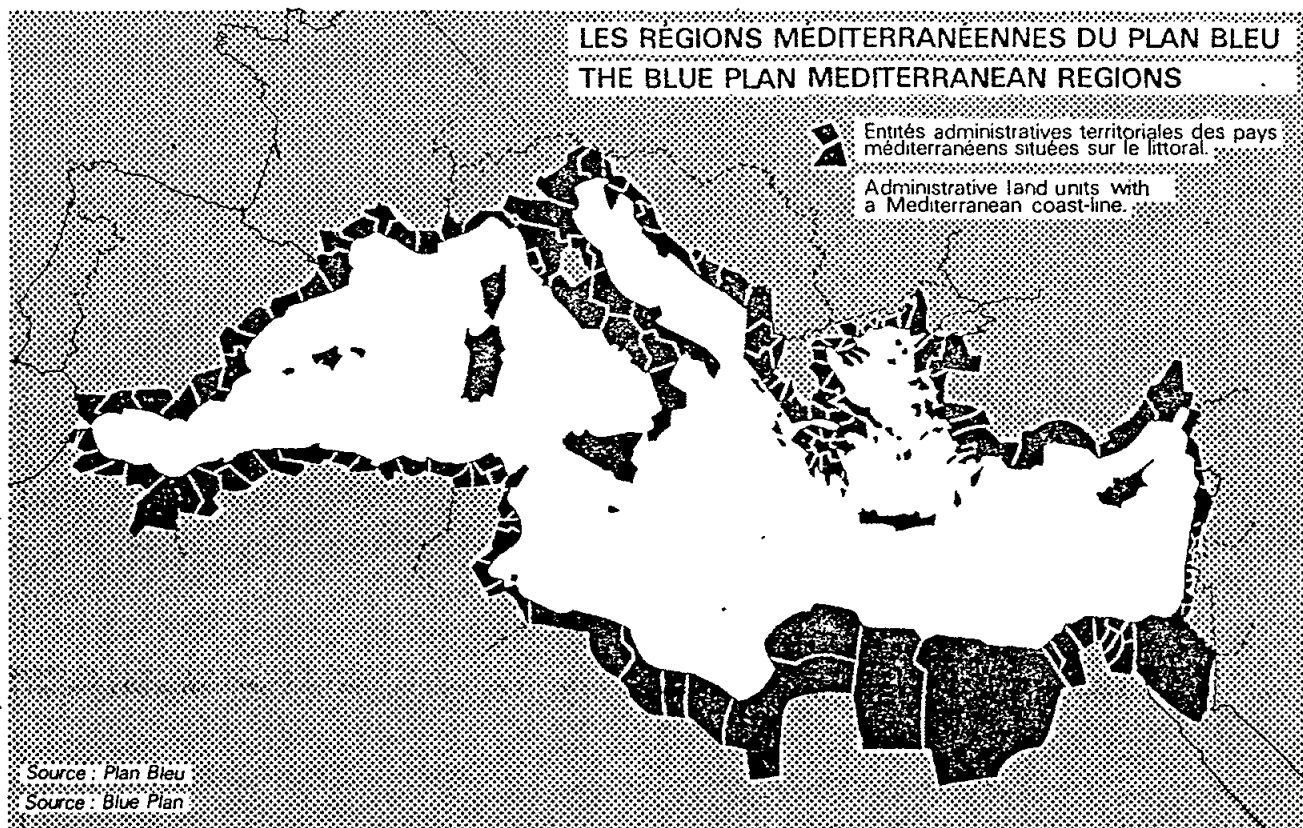 LES RÉGIONS MÉDITERRANÉENNES DU PLAN BLEU
THE BLUE PLAN MEDITERRANEAN REGIONS
Entités administratives territoriales des pays
méditerranéens situées sur le littoral.
Administrative land units with
a Mediterranean coast-line.
Source : Plan Bleu
Source : Blue Plan